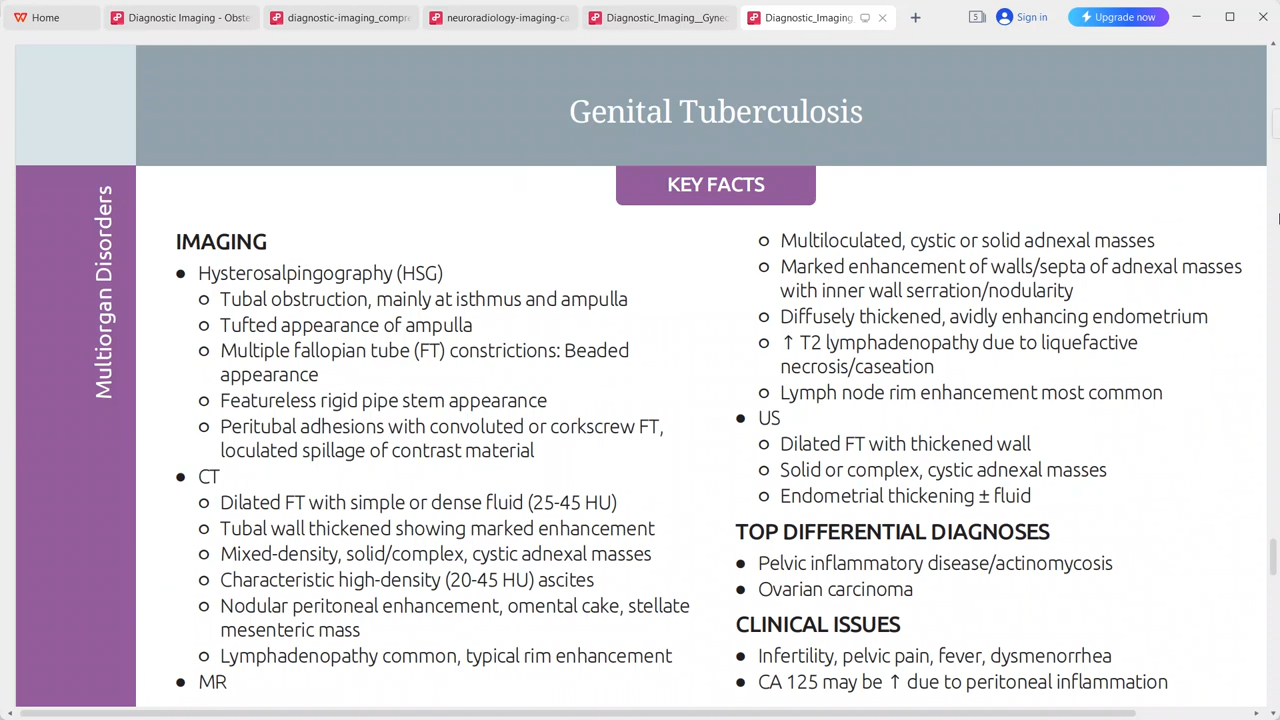 Home
Diagnostic Imaging - Obste
diagnostic-imaging_compre
neuroradiology-imaging-ca
Diagnostic_Imaging__Gynec
Diagnostic_Imaging_
5
Sign in
Upgrade now
Genital Tuberculosis
Multiorgan Disorders
KEY FACTS
IMAGING
● Hysterosalpingography (HSG)
○ Tubal obstruction, mainly at isthmus and ampulla
○ Tufted appearance of ampulla
○ Multiple fallopian tube (FT) constrictions: Beaded
appearance
○ Featureless rigid pipe stem appearance
○ Peritubal adhesions with convoluted or corkscrew FT,
loculated spillage of contrast material
● CT
○ Dilated FT with simple or dense fluid (25-45 HU)
○ Tubal wall thickened showing marked enhancement
○ Mixed-density, solid/complex, cystic adnexal masses
○ Characteristic high-density (20-45 HU) ascites
○ Nodular peritoneal enhancement, omental cake, stellate
mesenteric mass
○ Lymphadenopathy common, typical rim enhancement
● MR
○ Multiloculated, cystic or solid adnexal masses
○ Marked enhancement of walls/septa of adnexal masses
with inner wall serration/nodularity
○ Diffusely thickened, avidly enhancing endometrium
○ ↑ T2 lymphadenopathy due to liquefactive
necrosis/caseation
○ Lymph node rim enhancement most common
● US
○ Dilated FT with thickened wall
○ Solid or complex, cystic adnexal masses
○ Endometrial thickening ± fluid
TOP DIFFERENTIAL DIAGNOSES
● Pelvic inflammatory disease/actinomycosis
● Ovarian carcinoma
CLINICAL ISSUES
● Infertility, pelvic pain, fever, dysmenorrhea
● CA 125 may be ↑ due to peritoneal inflammation